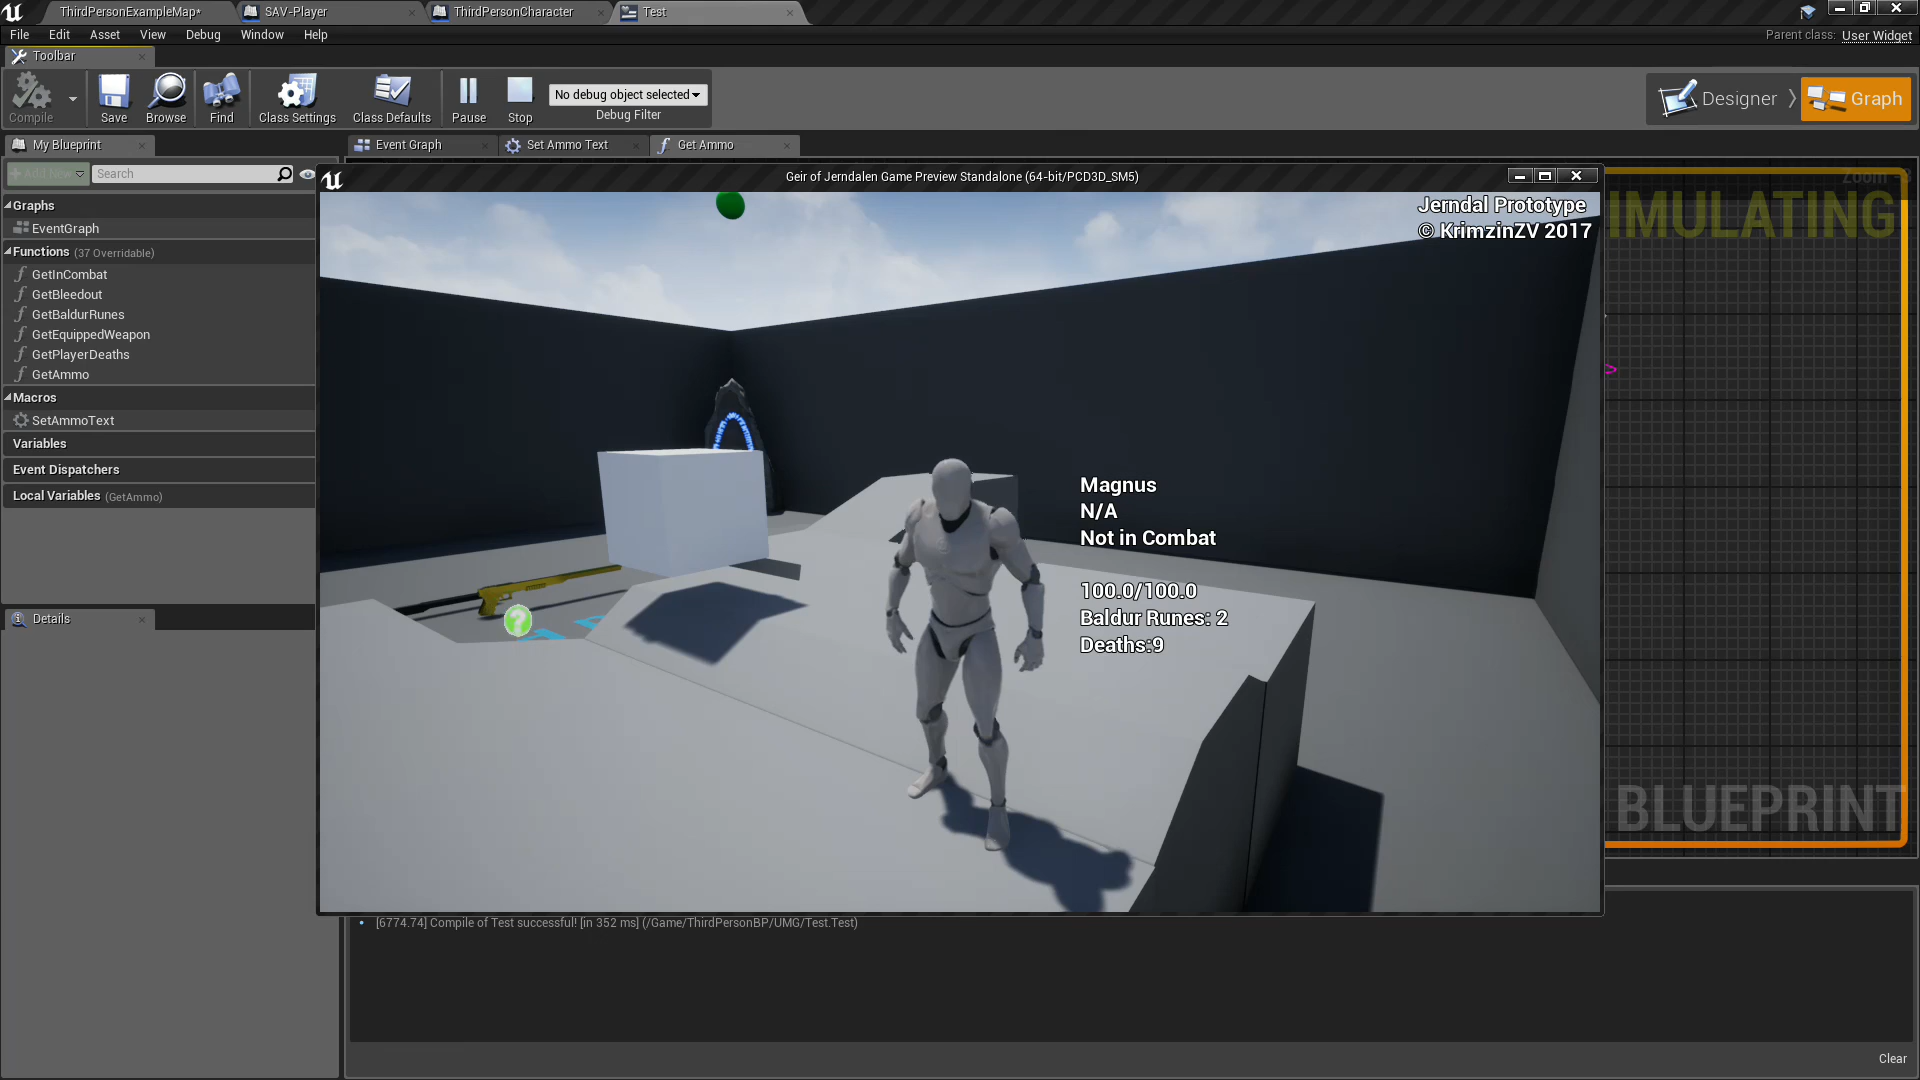 ThirdPersonExampleMap*
SAV-Player
ThirdPersonCharacter
Test
File Edit Asset View Debug Window Help
Parent class: User Widget
Toolbar
Compile
Save
Browse
Find
Class Settings
Class Defaults
Pause
Stop
No debug object selected
Debug Filter
Designer
Graph
My Blueprint
Event Graph
Set Ammo Text
Get Ammo
+ Add New
Search
Geir of Jerndalen Game Preview Standalone (64-bit/PCD3D_SM5)
Zoom -3
IMULATING
Jerndal Prototype
© KrimzinZV 2017
Graphs
EventGraph
Functions (37 Overridable)
GetInCombat
GetBleedout
GetBaldurRunes
GetEquippedWeapon
GetPlayerDeaths
GetAmmo
Macros
SetAmmoText
Variables
Event Dispatchers
Local Variables (GetAmmo)
Magnus
N/A
Not in Combat
100.0/100.0
Baldur Runes: 2
Deaths:9
Details
BLUEPRINT
[6774.74] Compile of Test successful! [in 352 ms] (/Game/ThirdPersonBP/UMG/Test.Test)
Clear